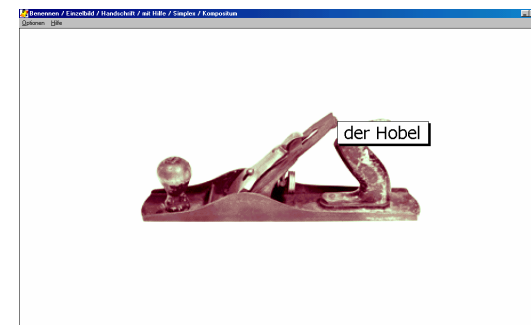 Benennen / Einzelbild / Handschrift / mit Hilfe / Simplex / Kompositum
Optionen Hilfe
der Hobel